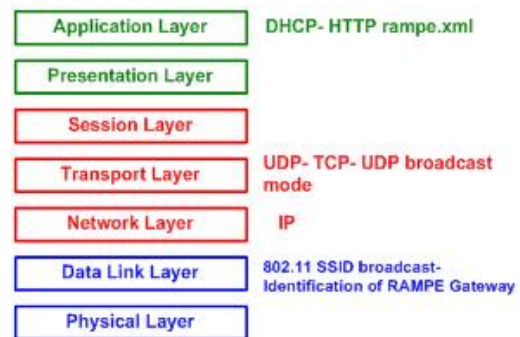 Application Layer DHCP- HTTP rampe.xml
Presentation Layer
Session Layer
Transport Layer UDP- TCP- UDP broadcast
mode
Network Layer IP
Data Link Layer 802.11 SSID broadcast-
Identification of RAMPE Gateway
Physical Layer